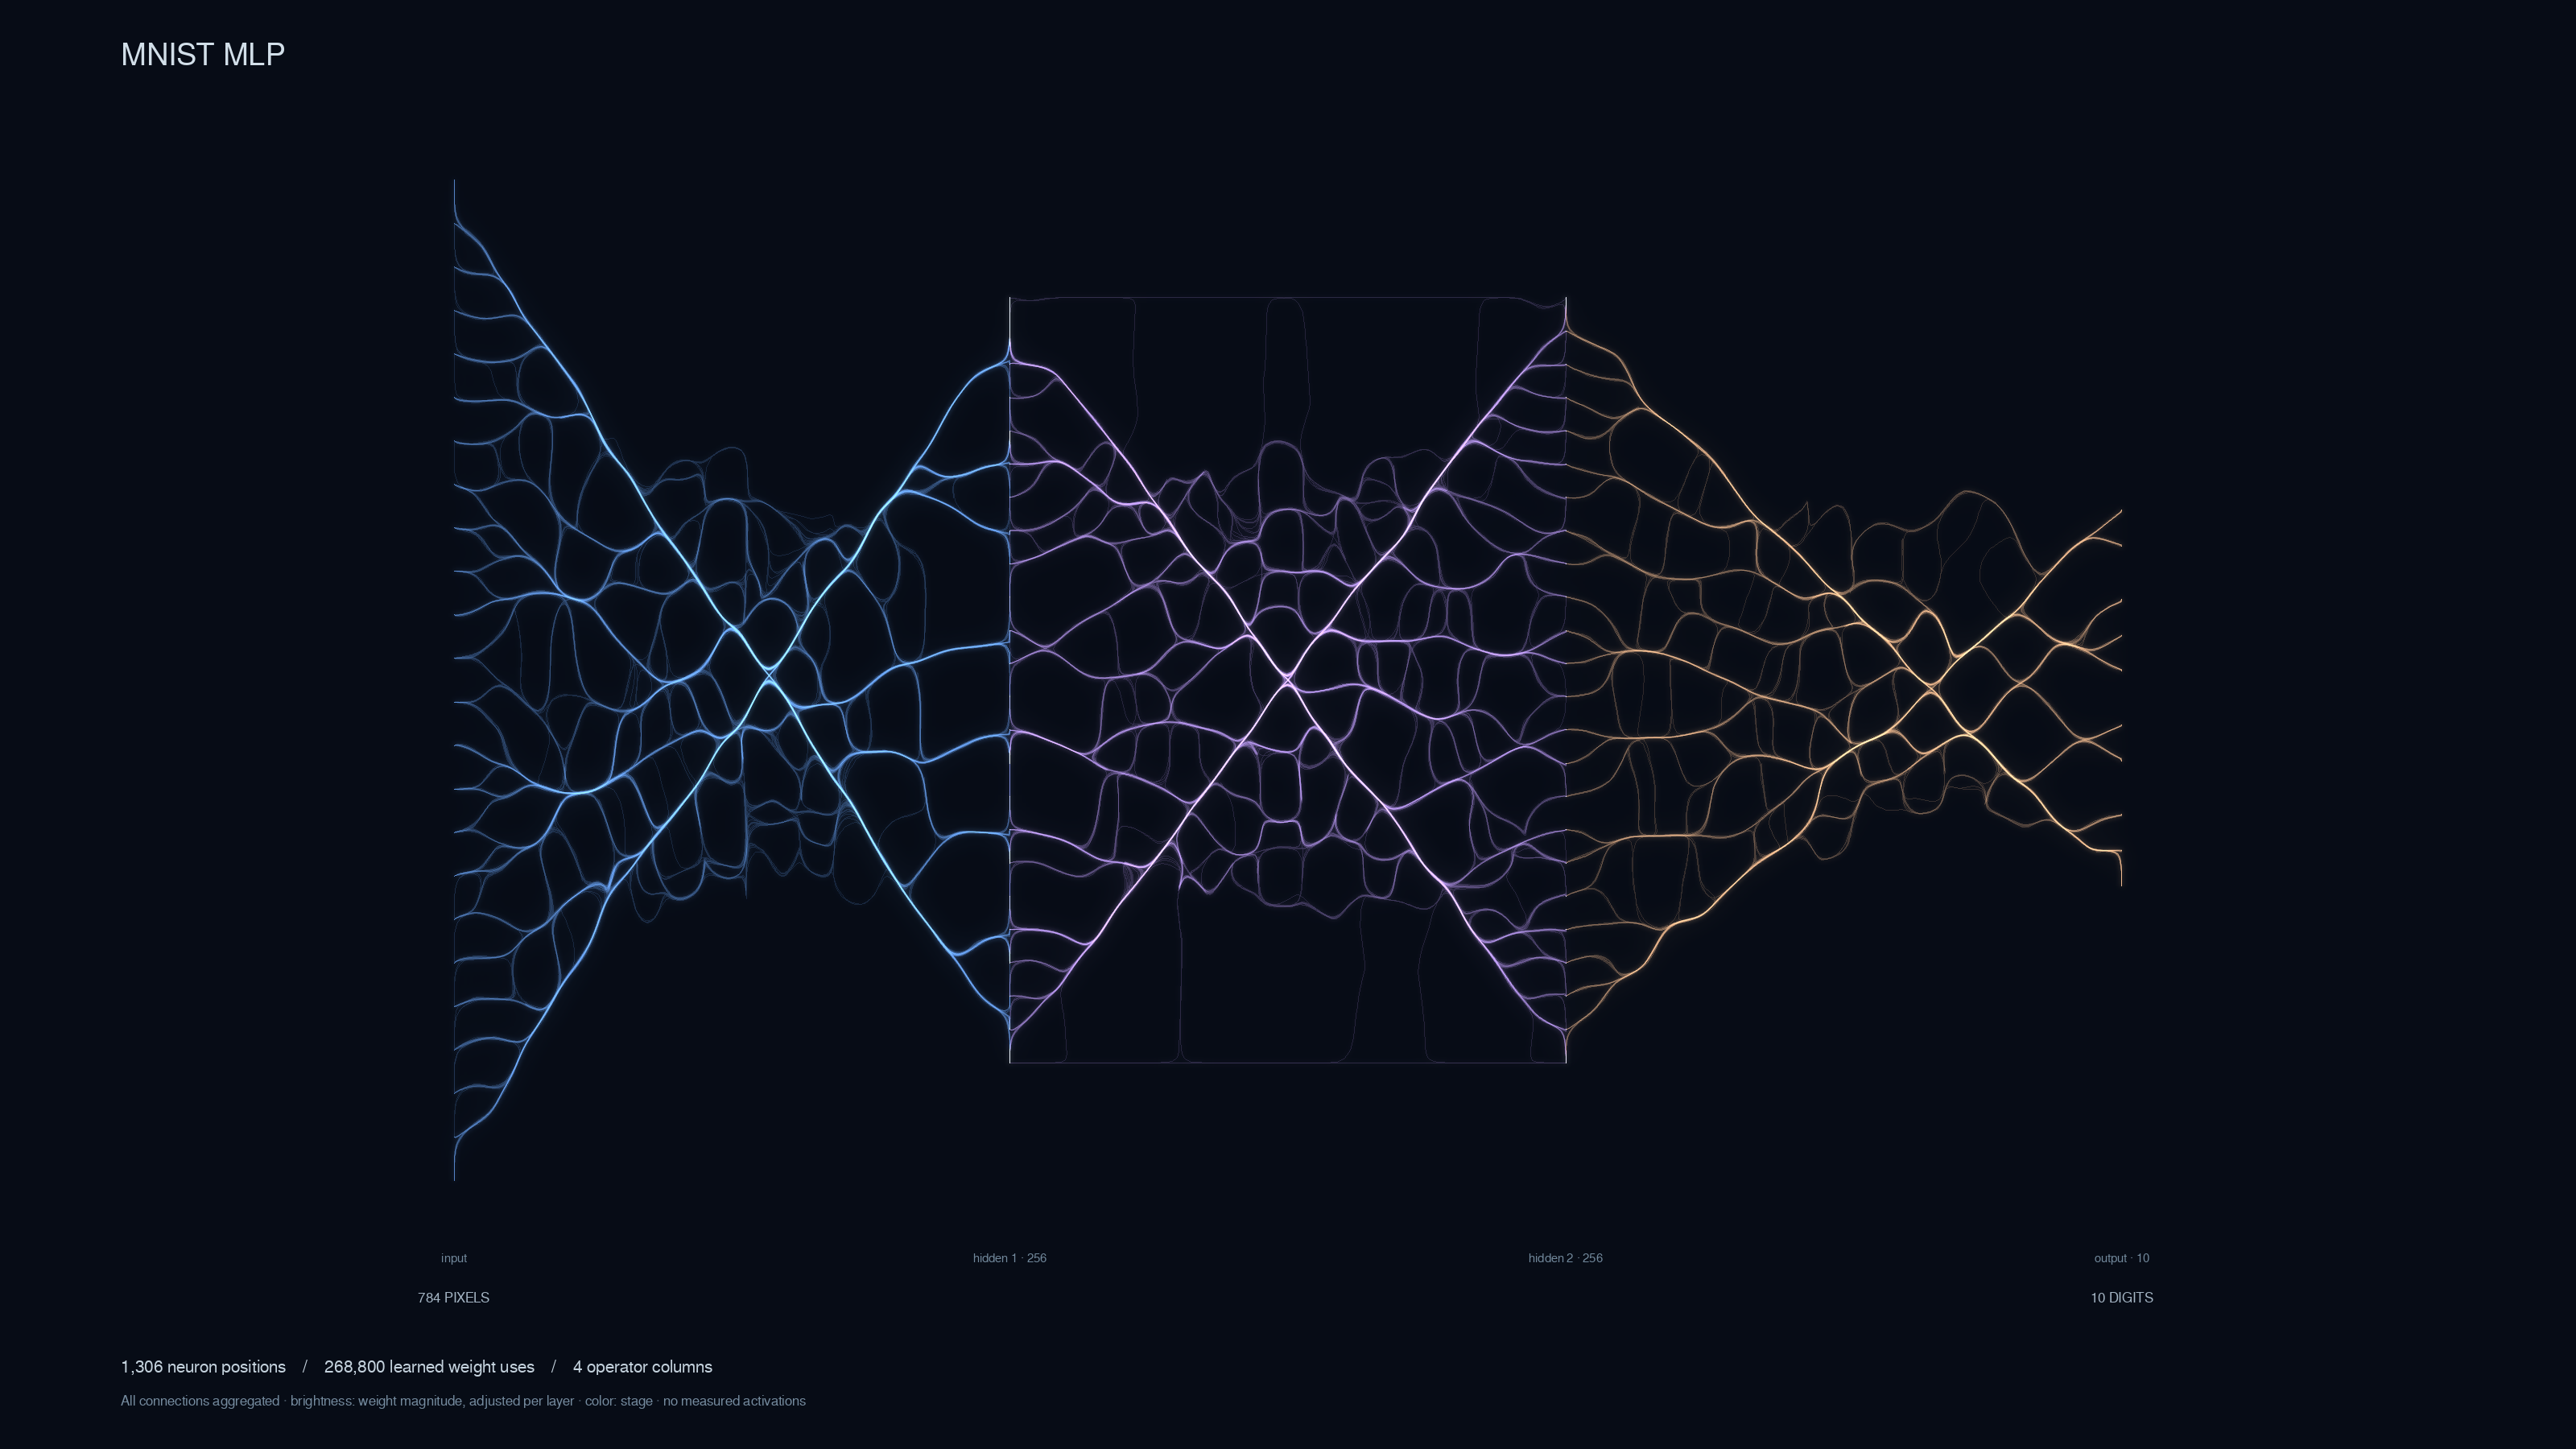 MNIST MLP
input
hidden 1 · 256
hidden 2 · 256
output · 10
784 PIXELS
10 DIGITS
1,306 neuron positions / 268,800 learned weight uses / 4 operator columns
All connections aggregated · brightness: weight magnitude, adjusted per layer · color: stage · no measured activations